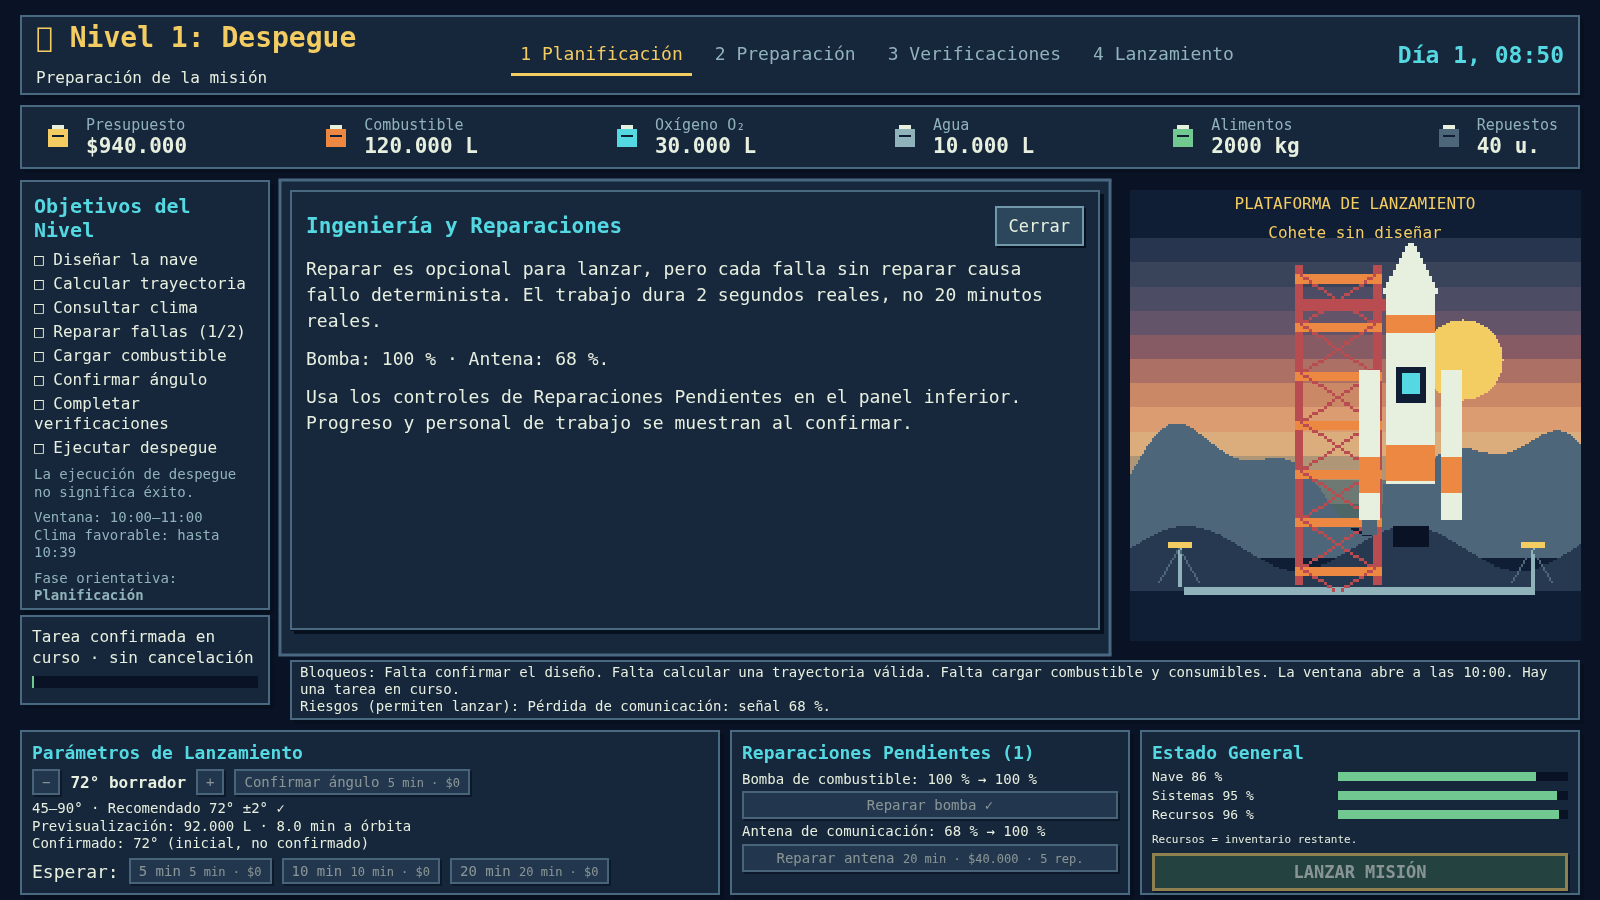 Nivel 1: Despegue
Preparación de la misión
1 Planificación
2 Preparación
3 Verificaciones
4 Lanzamiento
Día 1, 08:50
Presupuesto
$940.000
Combustible
120.000 L
Oxígeno O₂
30.000 L
Agua
10.000 L
Alimentos
2000 kg
Repuestos
40 u.
Objetivos del
Nivel
□ Diseñar la nave
□ Calcular trayectoria
□ Consultar clima
□ Reparar fallas (1/2)
□ Cargar combustible
□ Confirmar ángulo
□ Completar
verificaciones
□ Ejecutar despegue
La ejecución de despegue
no significa éxito.
Ventana: 10:00–11:00
Clima favorable: hasta
10:39
Fase orientativa:
Planificación
Tarea confirmada en
curso · sin cancelación
Ingeniería y Reparaciones
Cerrar
Reparar es opcional para lanzar, pero cada falla sin reparar causa
fallo determinista. El trabajo dura 2 segundos reales, no 20 minutos
reales.
Bomba: 100 % · Antena: 68 %.
Usa los controles de Reparaciones Pendientes en el panel inferior.
Progreso y personal de trabajo se muestran al confirmar.
PLATAFORMA DE LANZAMIENTO
Cohete sin diseñar
Bloqueos: Falta confirmar el diseño. Falta calcular una trayectoria válida. Falta cargar combustible y consumibles. La ventana abre a las 10:00. Hay
una tarea en curso.
Riesgos (permiten lanzar): Pérdida de comunicación: señal 68 %.
Parámetros de Lanzamiento
− 72° borrador + Confirmar ángulo 5 min · $0
45–90° · Recomendado 72° ±2° ✓
Previsualización: 92.000 L · 8.0 min a órbita
Confirmado: 72° (inicial, no confirmado)
Esperar: 5 min 5 min · $0 10 min 10 min · $0 20 min 20 min · $0
Reparaciones Pendientes (1)
Bomba de combustible: 100 % → 100 %
Reparar bomba ✓
Antena de comunicación: 68 % → 100 %
Reparar antena 20 min · $40.000 · 5 rep.
Estado General
Nave 86 %
Sistemas 95 %
Recursos 96 %
Recursos = inventario restante.
LANZAR MISIÓN